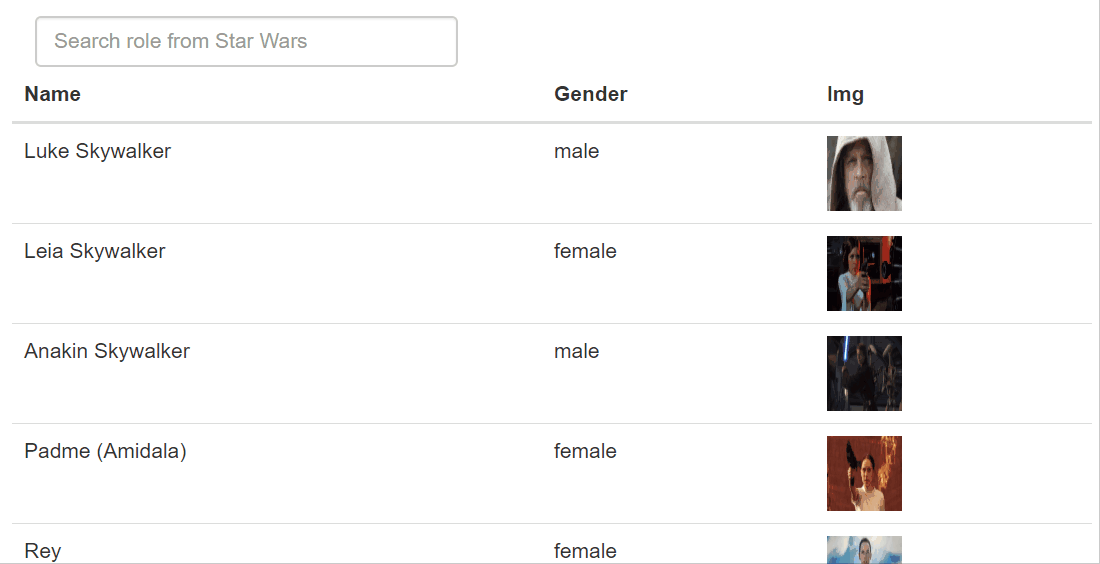 Search role from Star Wars
Name Gender Img
Luke Skywalker male
Leia Skywalker female
Anakin Skywalker male
Padme (Amidala) female
Rey female